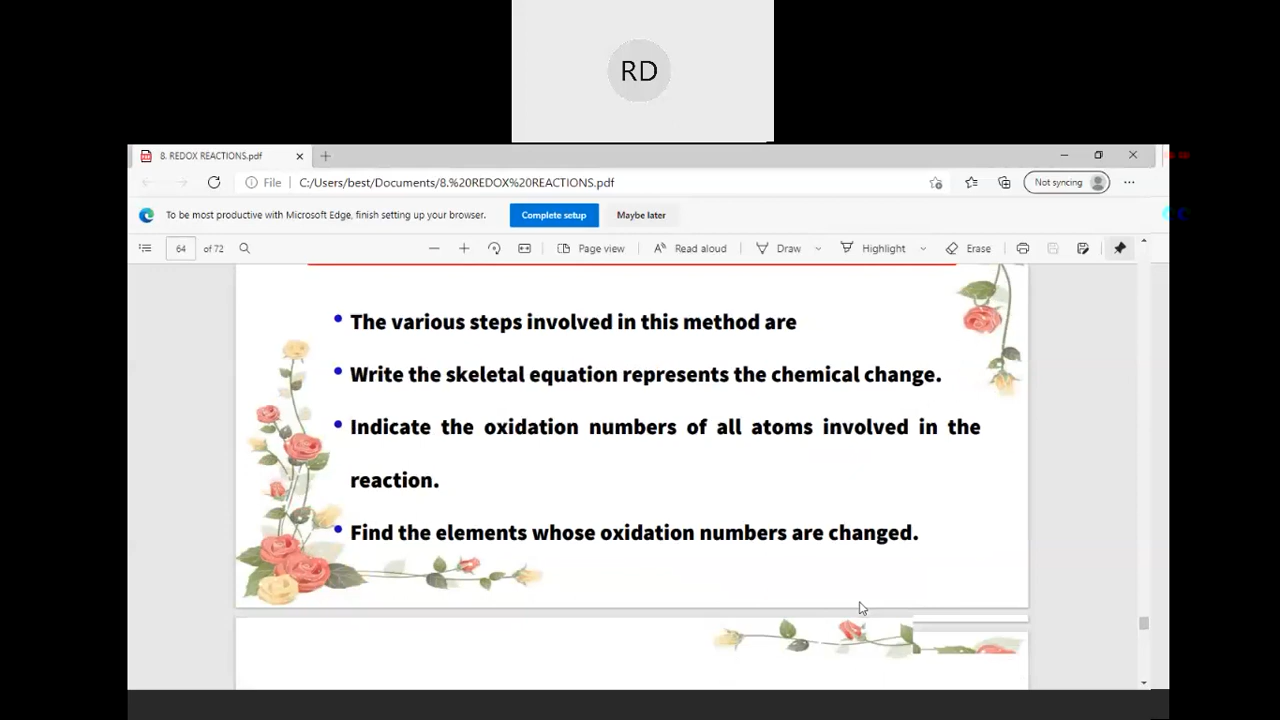 RD
8. REDOX REACTIONS.pdf
File C:/Users/best/Documents/8.%20REDOX%20REACTIONS.pdf Not syncing
To be most productive with Microsoft Edge, finish setting up your browser. Complete setup Maybe later
64 of 72 Page view Read aloud Draw Highlight Erase
• The various steps involved in this method are
• Write the skeletal equation represents the chemical change.
• Indicate the oxidation numbers of all atoms involved in the
reaction.
• Find the elements whose oxidation numbers are changed.